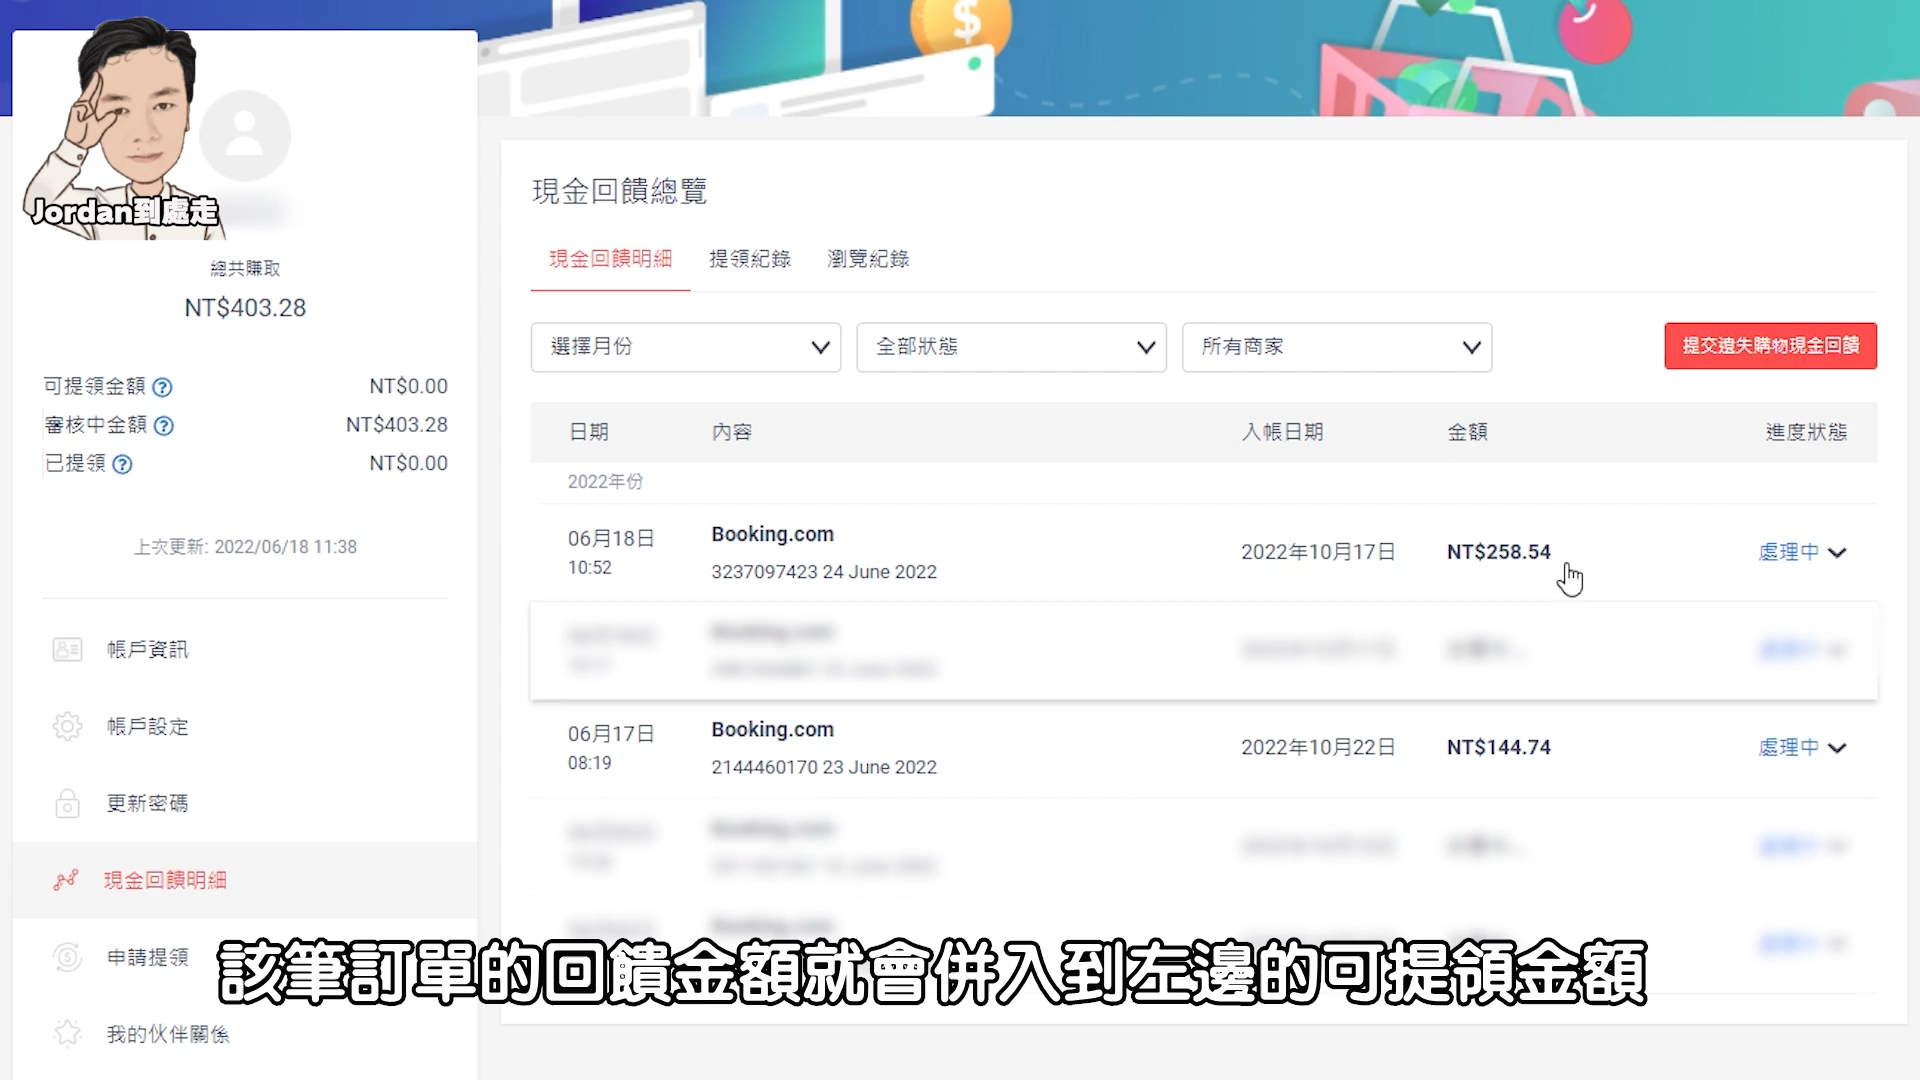 Jordan到處走
總共賺取
NT$403.28
可提領金額 NT$0.00
審核中金額 NT$403.28
已提領 NT$0.00
上次更新: 2022/06/18 11:38
帳戶資訊
帳戶設定
更新密碼
現金回饋明細
申請提領
我的伙伴關係
現金回饋總覽
現金回饋明細 提領紀錄 瀏覽紀錄
選擇月份 全部狀態 所有商家 提交遺失購物現金回饋
日期 內容 入帳日期 金額 進度狀態
2022年份
06月18日 10:52 Booking.com
3237097423 24 June 2022 2022年10月17日 NT$258.54 處理中
06月17日 08:19 Booking.com
2144460170 23 June 2022 2022年10月22日 NT$144.74 處理中
該筆訂單的回饋金額就會併入到左邊的可提領金額